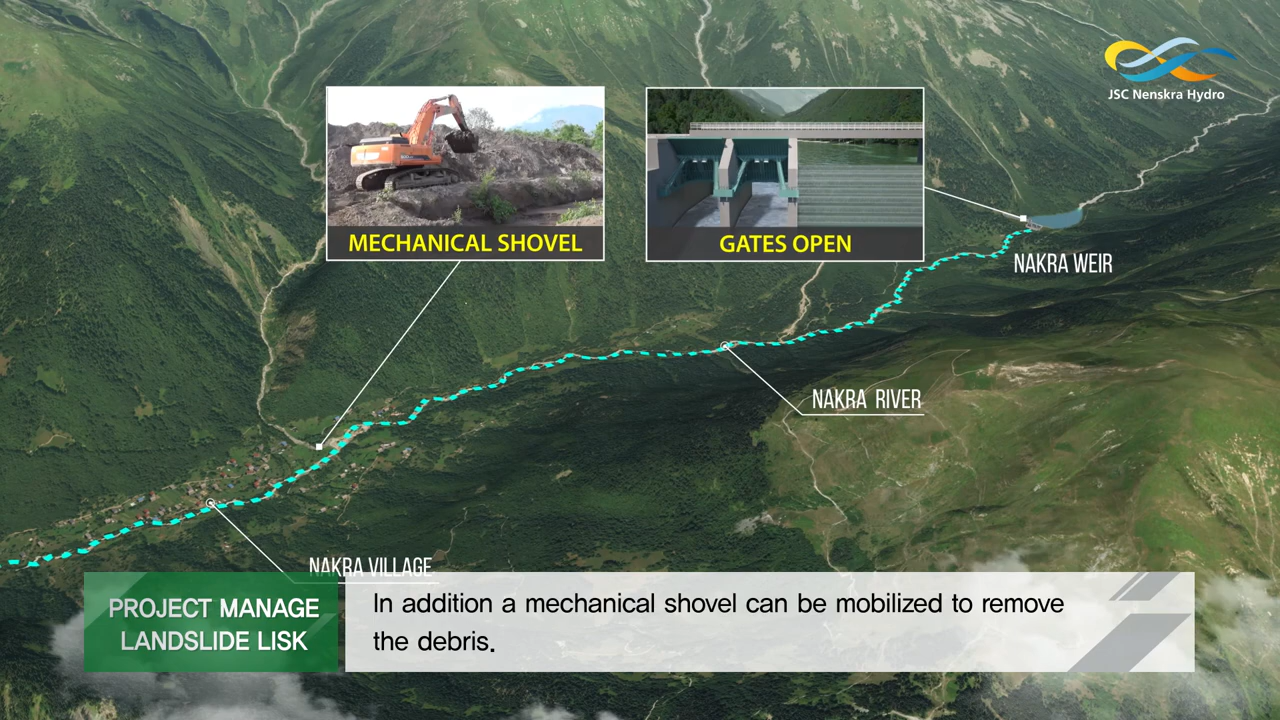 JSC Nenskra Hydro
MECHANICAL SHOVEL
GATES OPEN
NAKRA WEIR
NAKRA RIVER
NAKRA VILLAGE
PROJECT MANAGE
LANDSLIDE LISK
In addition a mechanical shovel can be mobilized to remove
the debris.